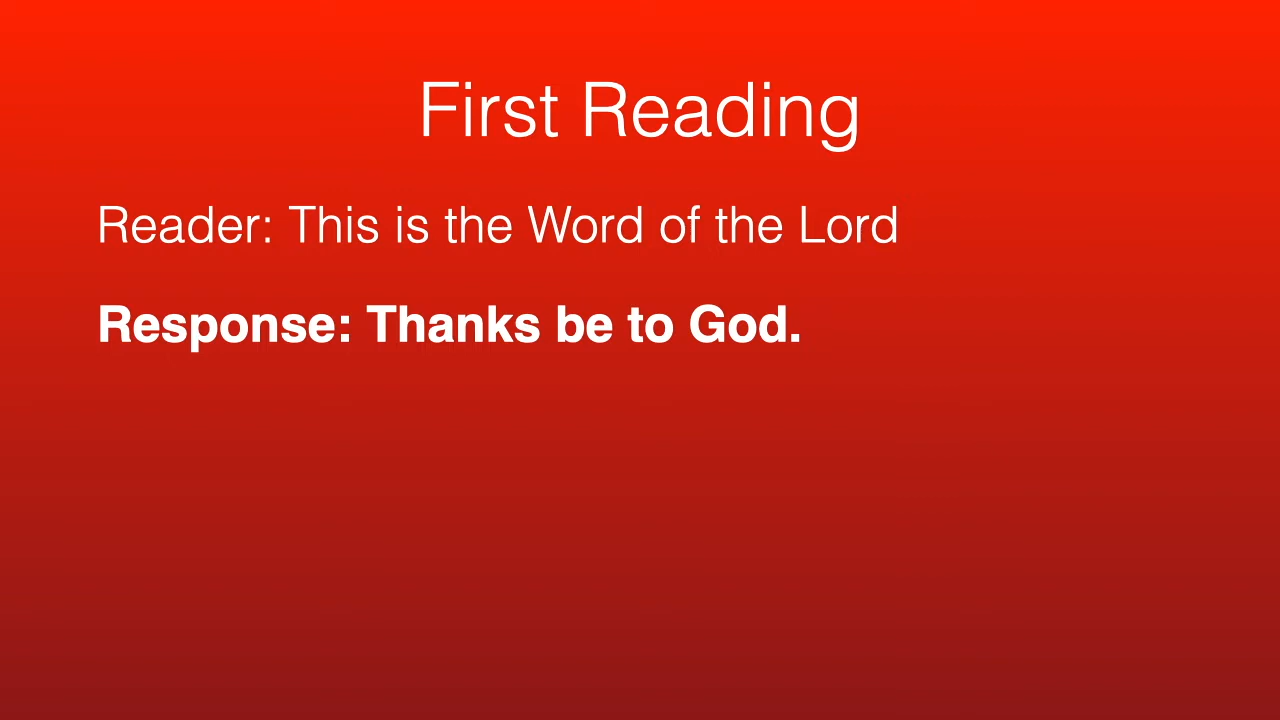 First Reading
Reader: This is the Word of the Lord
Response: Thanks be to God.